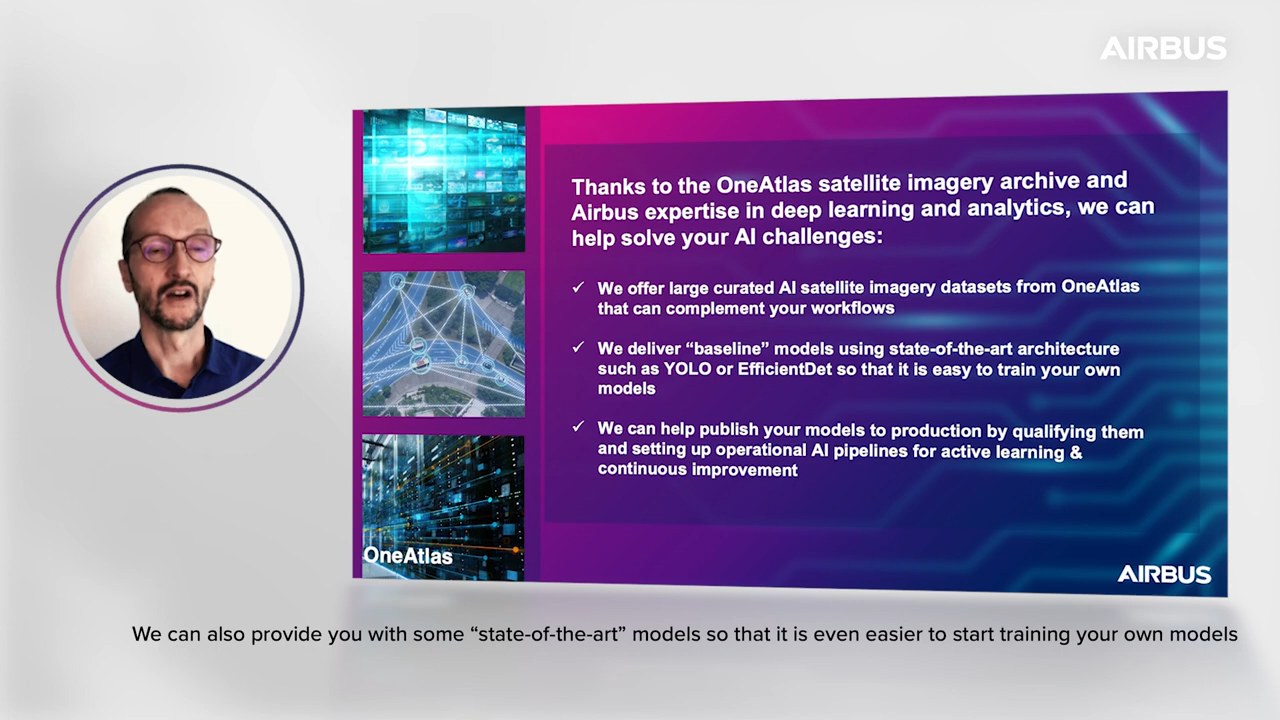 AIRBUS
Thanks to the OneAtlas satellite imagery archive and
Airbus expertise in deep learning and analytics, we can
help solve your AI challenges:
✓ We offer large curated AI satellite imagery datasets from OneAtlas
that can complement your workflows
✓ We deliver “baseline” models using state-of-the-art architecture
such as YOLO or EfficientDet so that it is easy to train your own
models
✓ We can help publish your models to production by qualifying them
and setting up operational AI pipelines for active learning &
continuous improvement
OneAtlas
AIRBUS
We can also provide you with some “state-of-the-art” models so that it is even easier to start training your own models